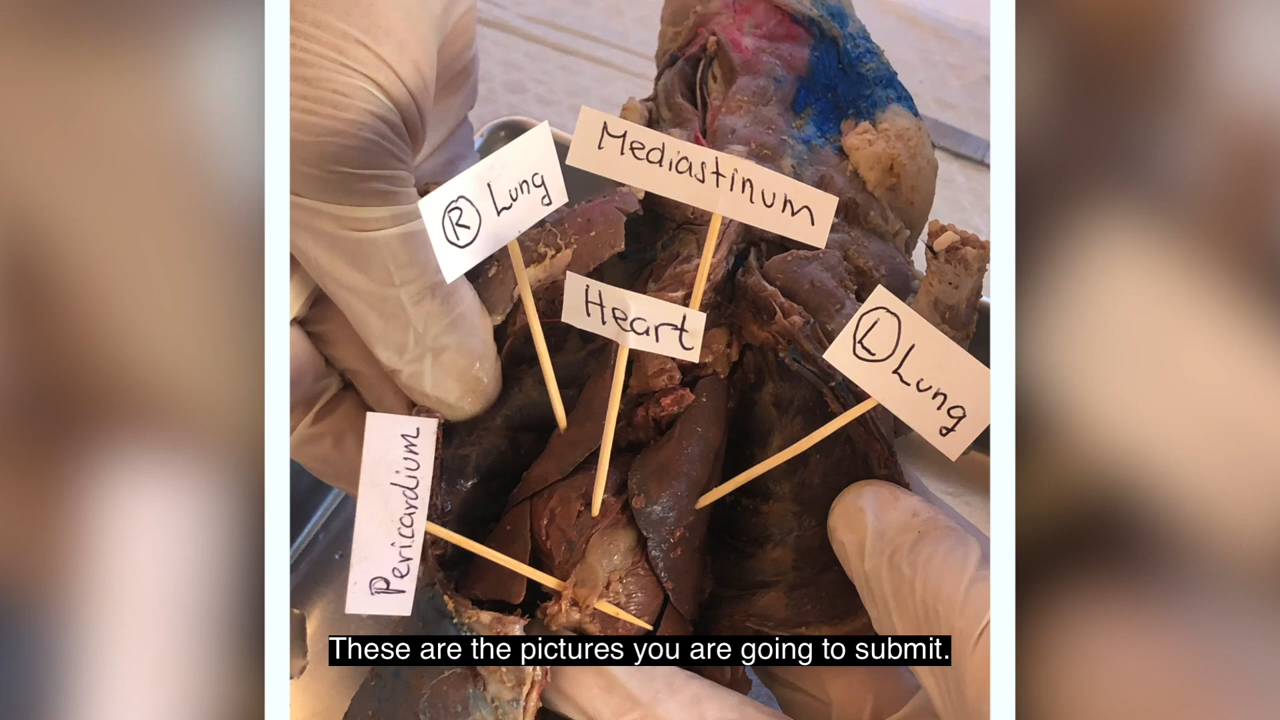 Mediastinum
Ⓡ Lung
Heart
Ⓛ Lung
Pericardium
These are the pictures you are going to submit.